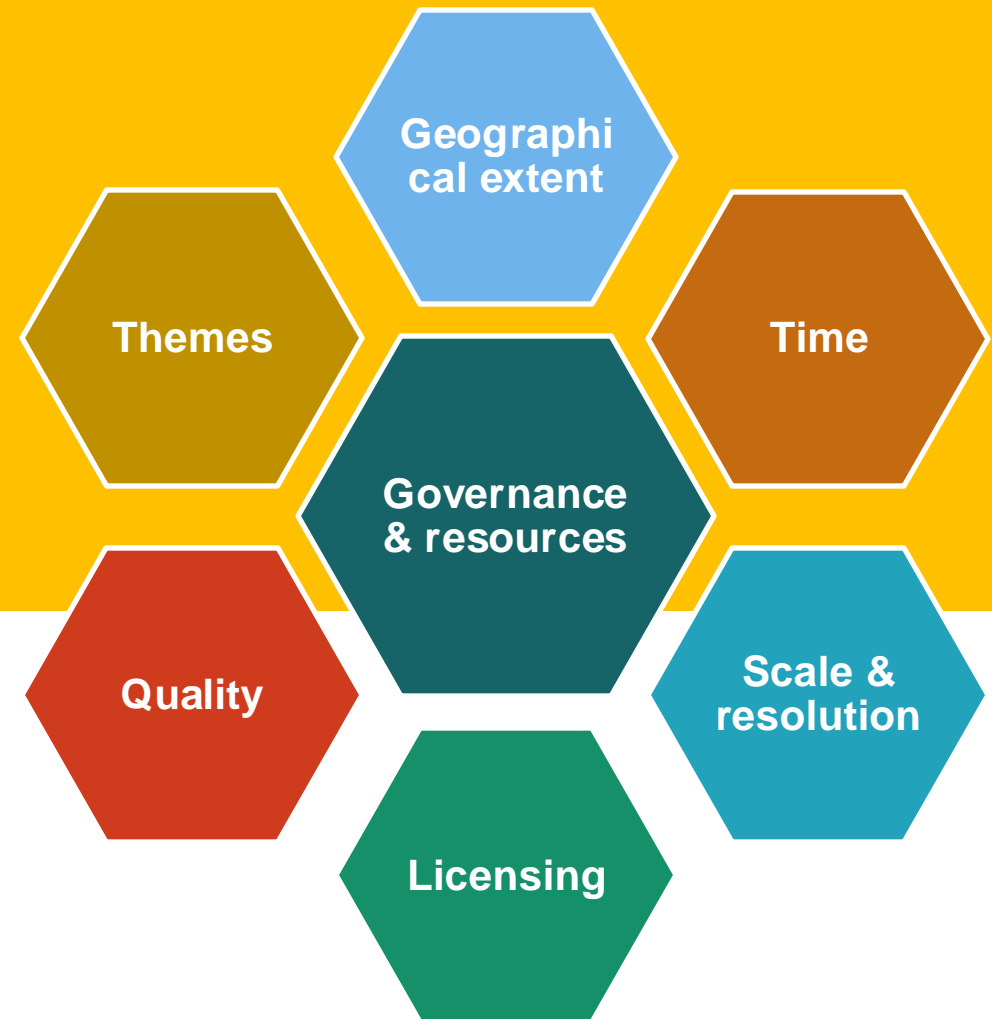 Geographi
cal extent
Themes
Time
Governance
& resources
Quality
Scale &
resolution
Licensing